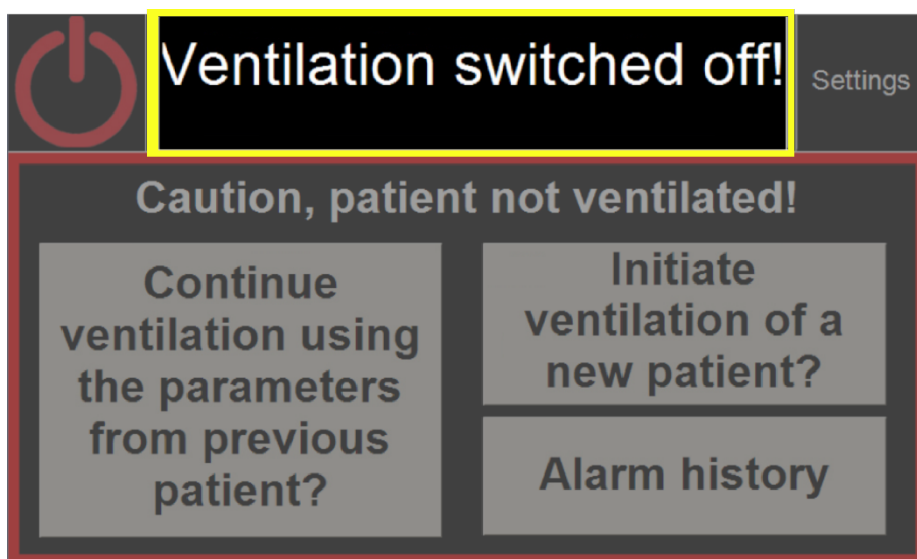 Ventilation switched off!
Settings
Caution, patient not ventilated!
Continue
ventilation using
the parameters
from previous
patient?
Initiate
ventilation of a
new patient?
Alarm history